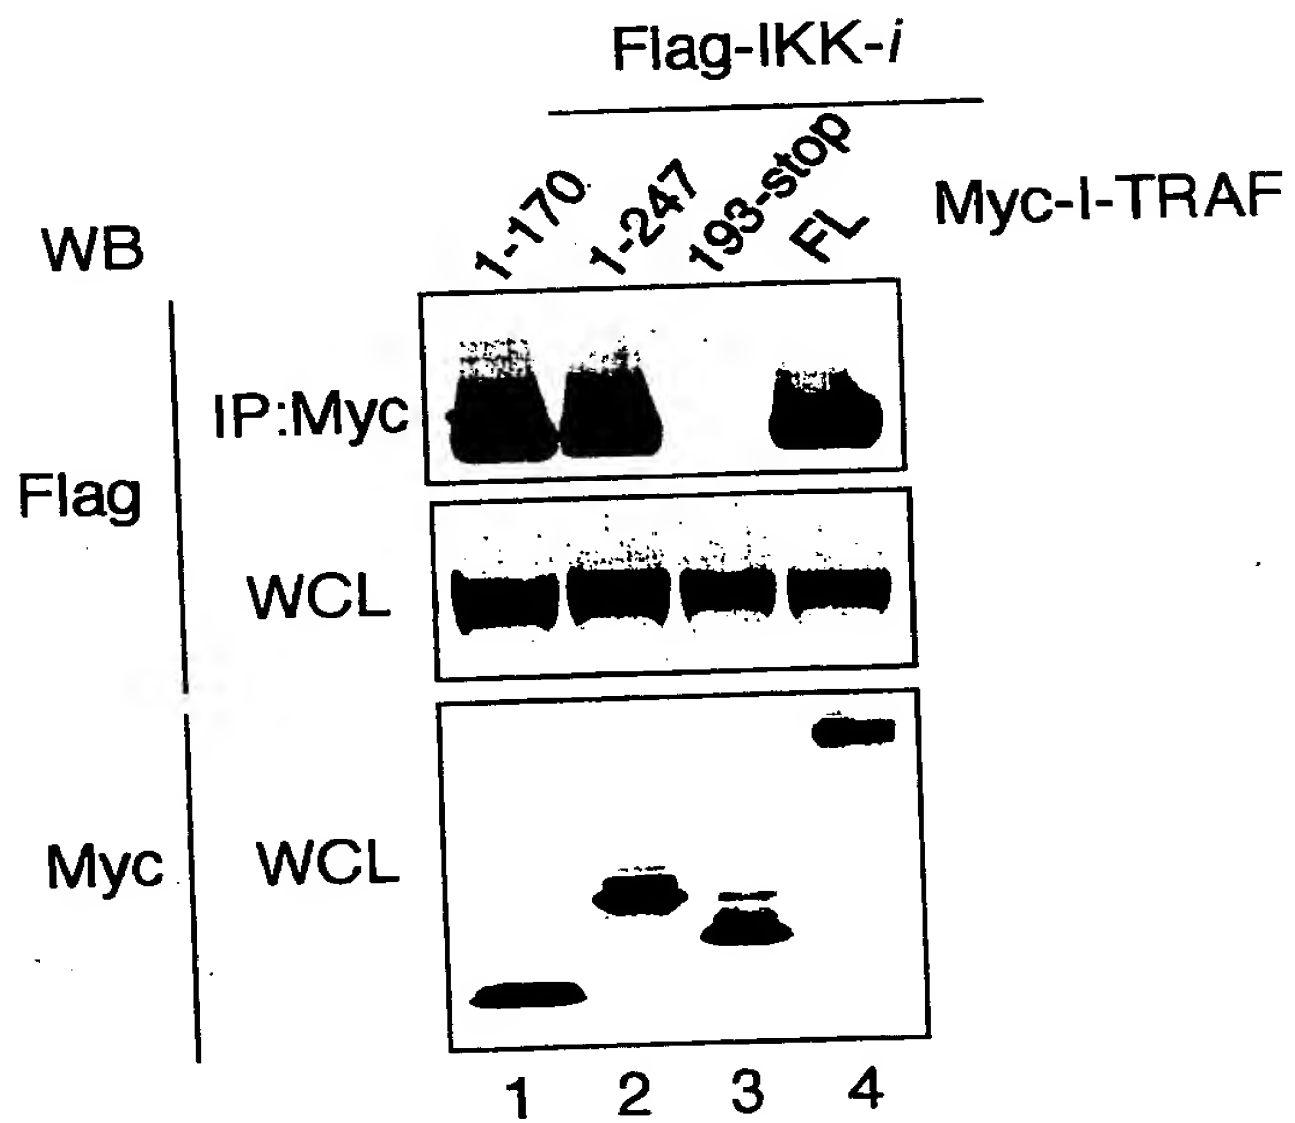 Flag-IKK-i
1-170
1-247
193-stop
FL
Myc-I-TRAF
WB
IP:Myc
Flag
WCL
Myc
WCL
1 2 3 4